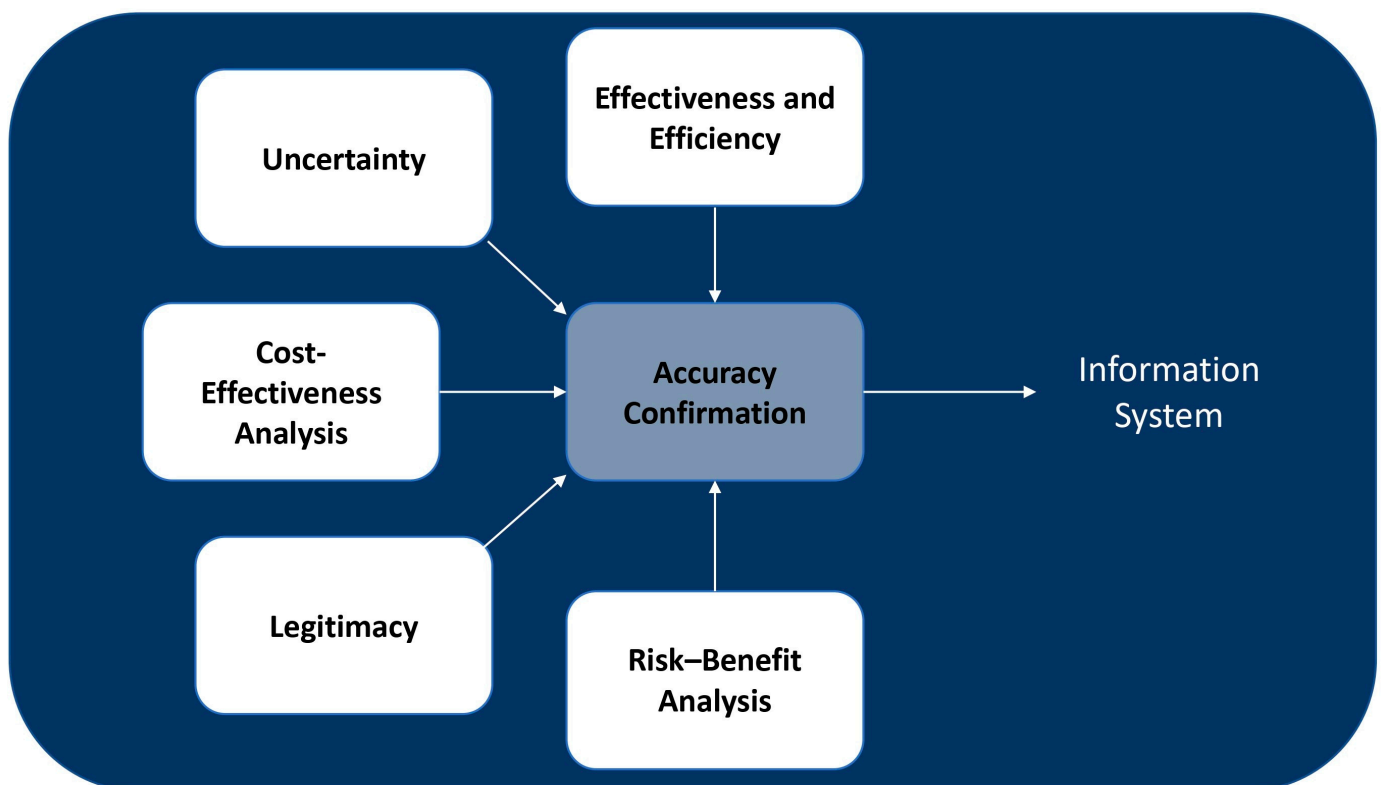 Effectiveness and
Efficiency
Uncertainty
Cost-
Effectiveness
Analysis
Accuracy
Confirmation
Information
System
Legitimacy
Risk–Benefit
Analysis